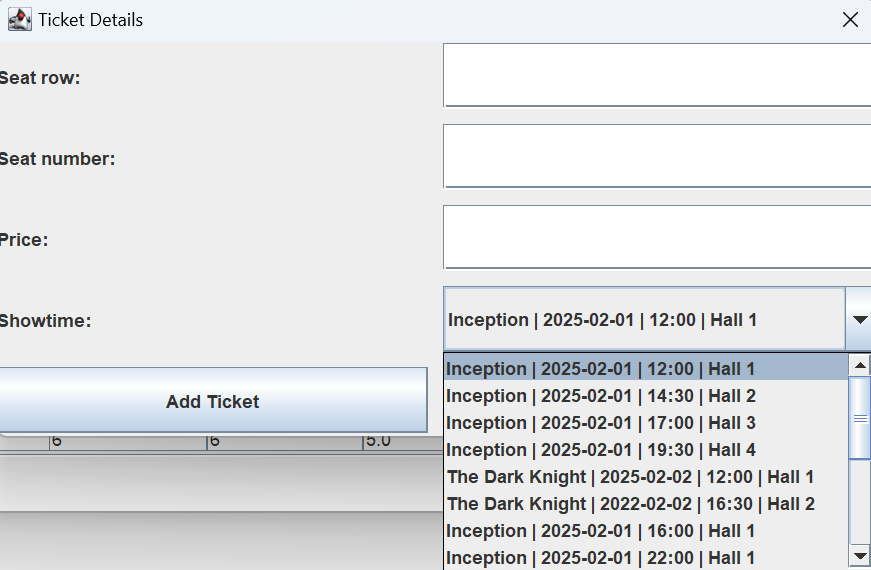 Ticket Details
Seat row:
Seat number:
Price:
Showtime:
Inception | 2025-02-01 | 12:00 | Hall 1
Inception | 2025-02-01 | 12:00 | Hall 1
Inception | 2025-02-01 | 14:30 | Hall 2
Inception | 2025-02-01 | 17:00 | Hall 3
Inception | 2025-02-01 | 19:30 | Hall 4
The Dark Knight | 2025-02-02 | 12:00 | Hall 1
The Dark Knight | 2022-02-02 | 16:30 | Hall 2
Inception | 2025-02-01 | 16:00 | Hall 1
Inception | 2025-02-01 | 22:00 | Hall 1
Add Ticket
6 6 5.0